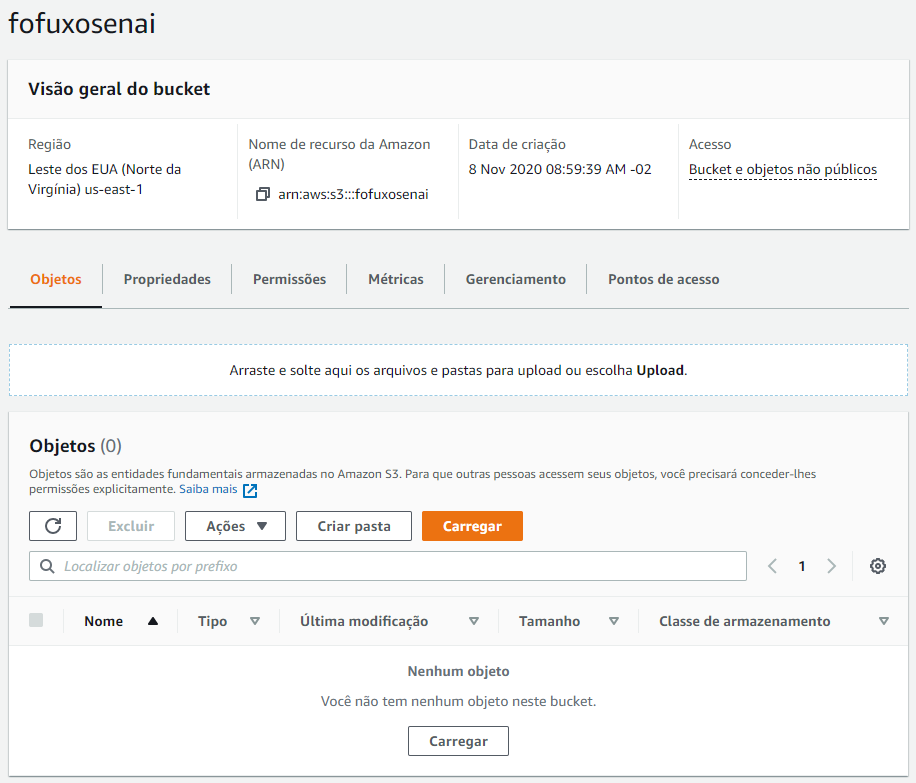 fofuxosenai
Visão geral do bucket
Região
Leste dos EUA (Norte da
Virgínia) us-east-1
Nome de recurso da Amazon
(ARN)
arn:aws:s3:::fofuxosenai
Data de criação
8 Nov 2020 08:59:39 AM -02
Acesso
Bucket e objetos não públicos
Objetos Propriedades Permissões Métricas Gerenciamento Pontos de acesso
Arraste e solte aqui os arquivos e pastas para upload ou escolha Upload.
Objetos (0)
Objetos são as entidades fundamentais armazenadas no Amazon S3. Para que outras pessoas acessem seus objetos, você precisará conceder-lhes
permissões explicitamente. Saiba mais
Excluir Ações Criar pasta Carregar
Localizar objetos por prefixo 1
Nome Tipo Última modificação Tamanho Classe de armazenamento
Nenhum objeto
Você não tem nenhum objeto neste bucket.
Carregar